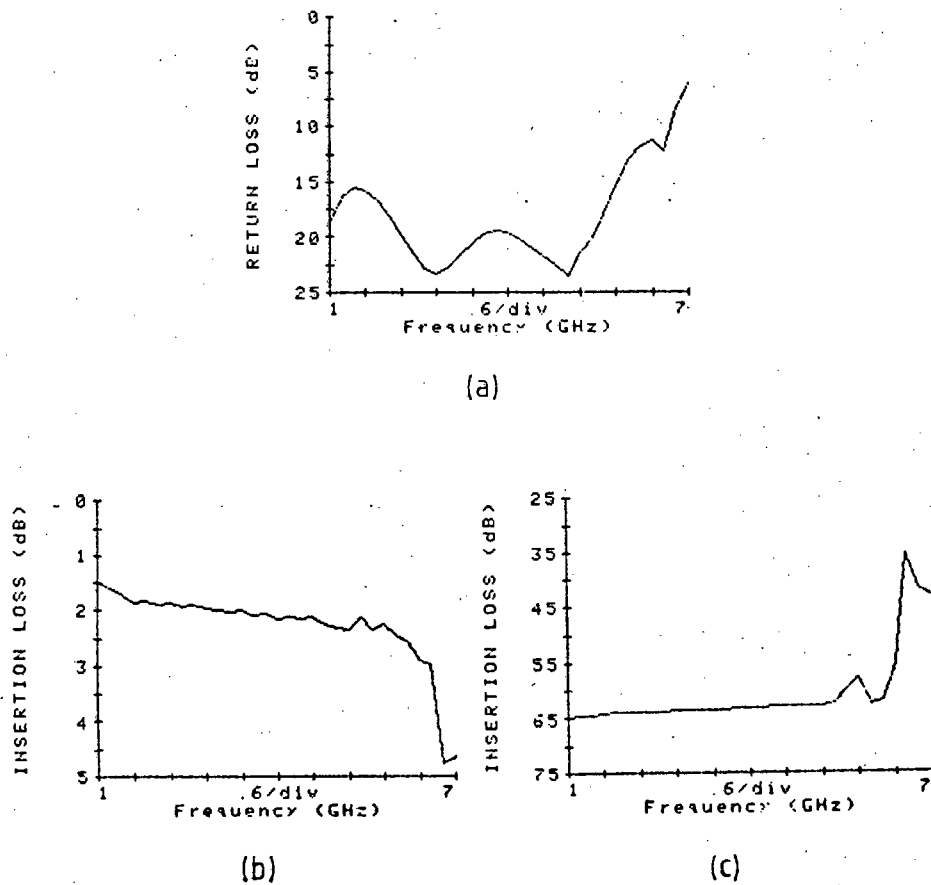 0
5
10
15
20
25
RETURN LOSS (dB)
1 .6/div 7
Frequency (GHz)
(a)
0
1
2
3
4
5
INSERTION LOSS (dB)
1 .6/div 7
Frequency (GHz)
(b)
25
35
45
55
65
75
INSERTION LOSS (dB)
1 .6/div 7
Frequency (GHz)
(c)